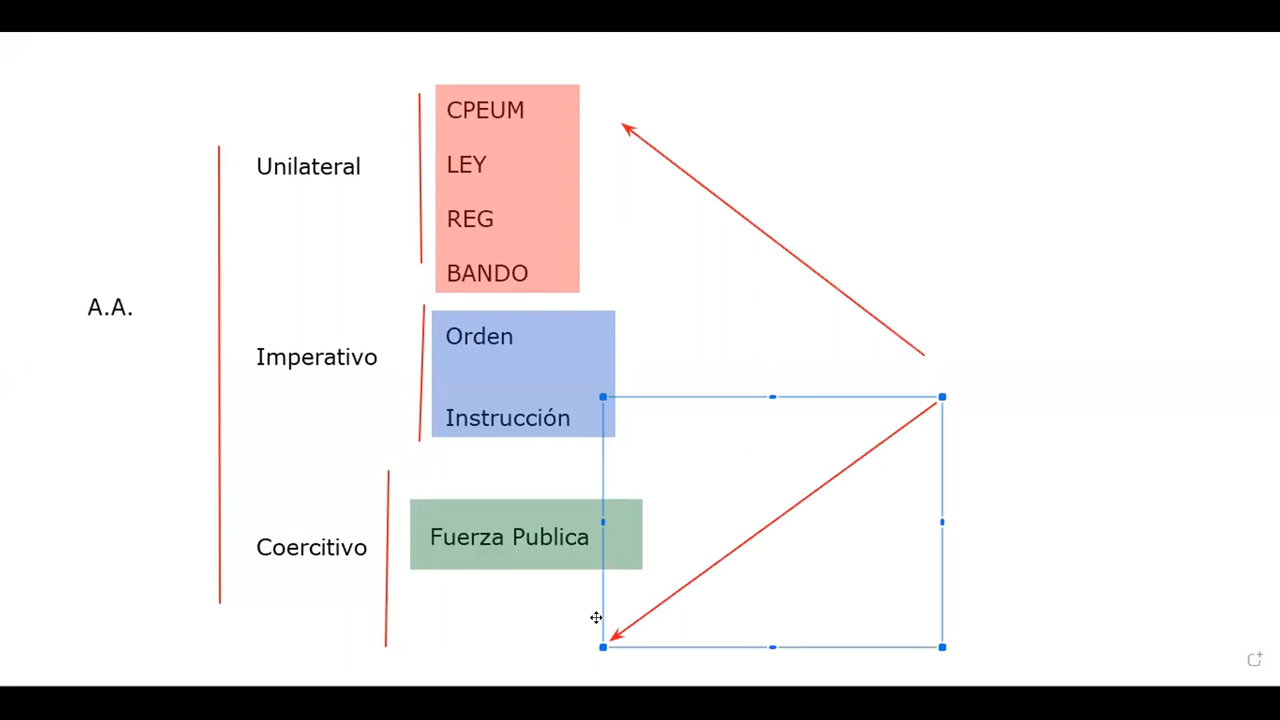 A.A.
Unilateral
CPEUM
LEY
REG
BANDO
Imperativo
Orden
Instrucción
Coercitivo
Fuerza Publica